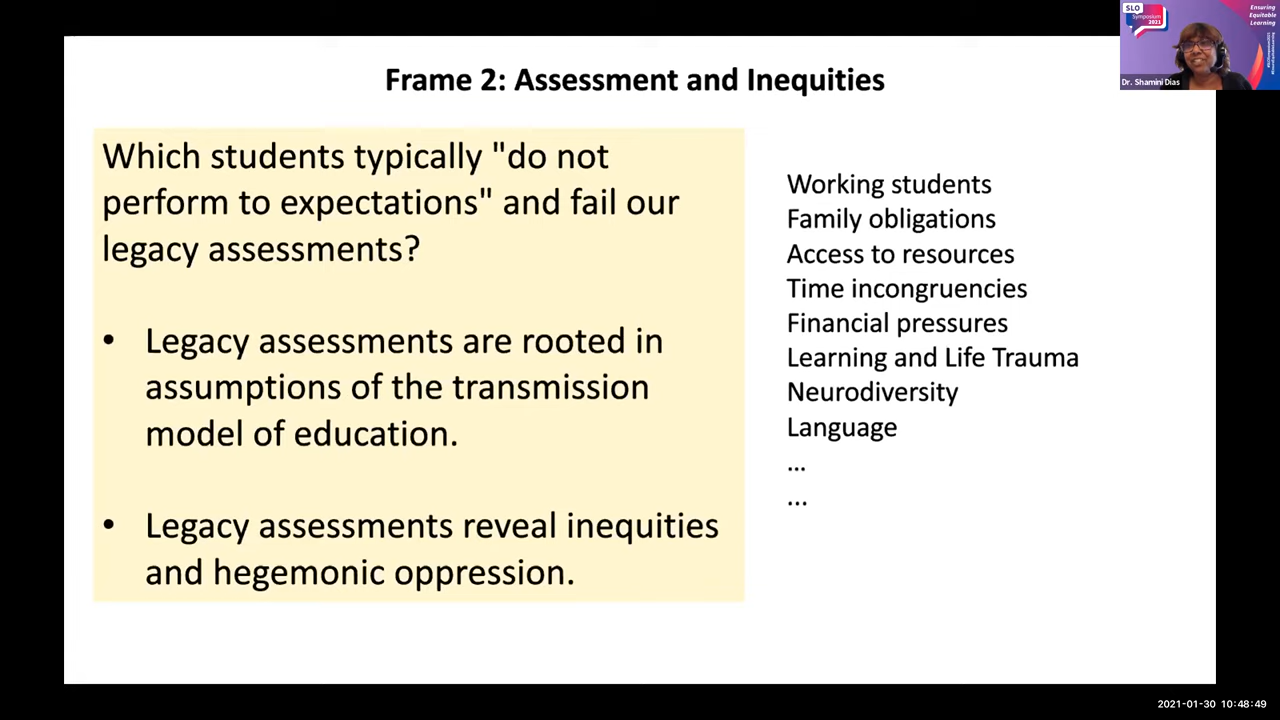 Frame 2: Assessment and Inequities
Which students typically "do not
perform to expectations" and fail our
legacy assessments?
• Legacy assessments are rooted in
assumptions of the transmission
model of education.
• Legacy assessments reveal inequities
and hegemonic oppression.
Working students
Family obligations
Access to resources
Time incongruencies
Financial pressures
Learning and Life Trauma
Neurodiversity
Language
...
...
SLO
Symposium
2021
Ensuring
Equitable
Learning
Dr. Shamini Dias
2021-01-30 10:48:49